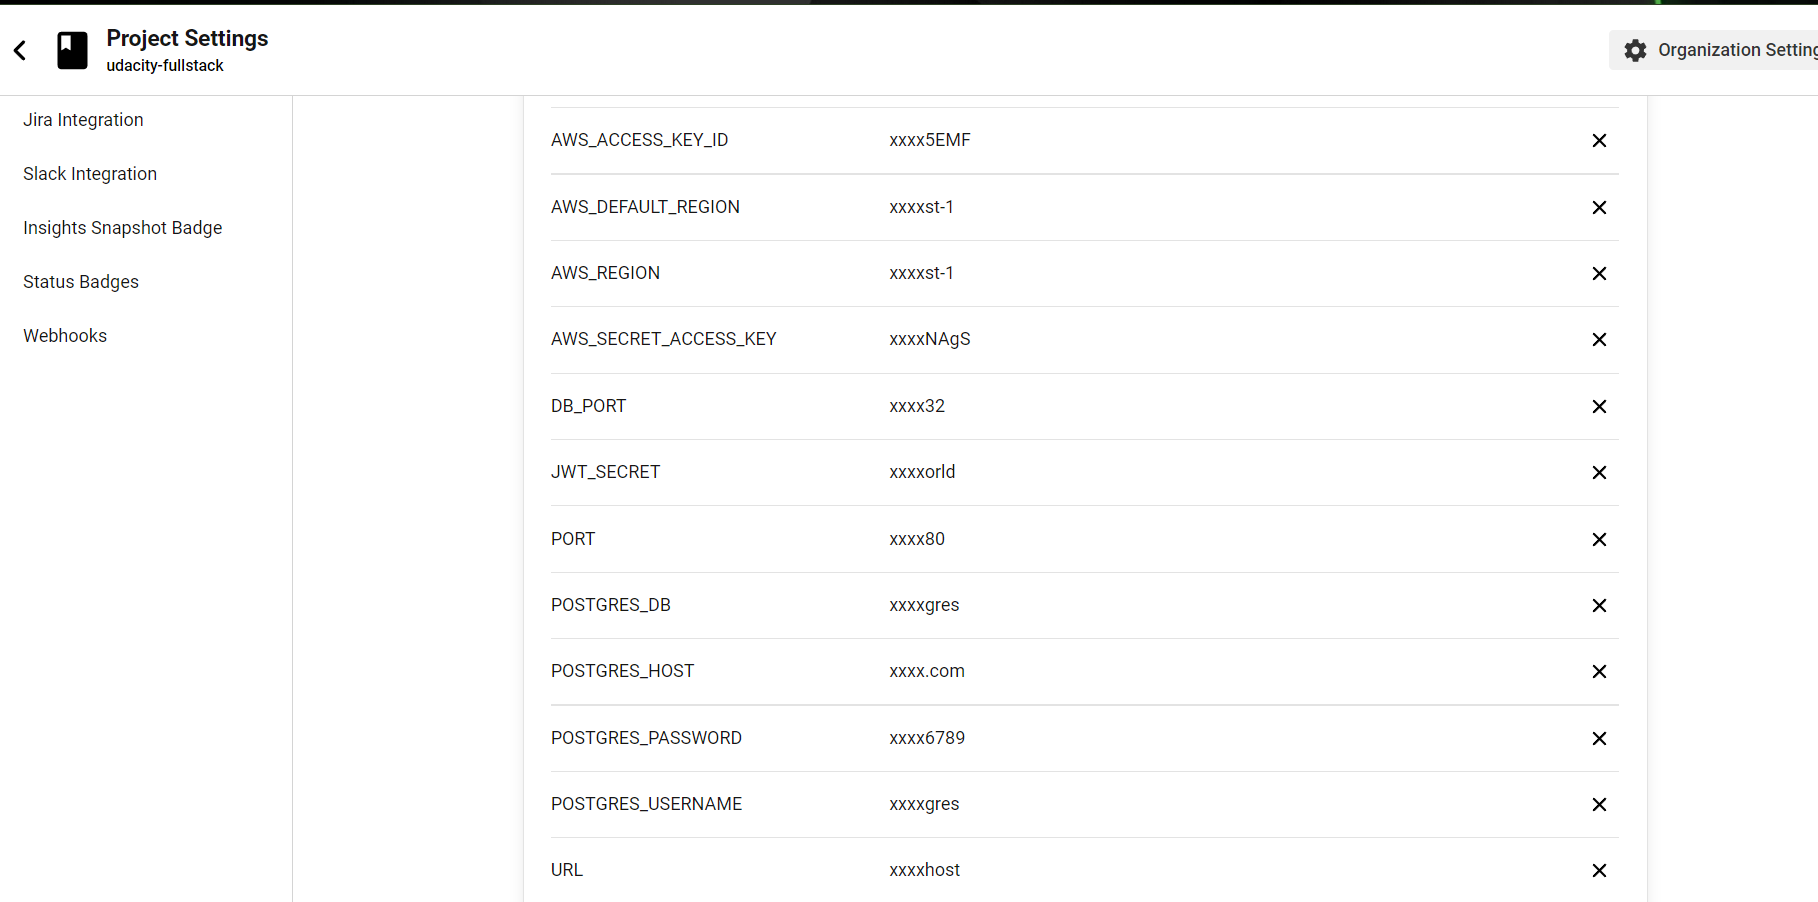 Project Settings
udacity-fullstack
Organization Setting
Jira Integration
Slack Integration
Insights Snapshot Badge
Status Badges
Webhooks
AWS_ACCESS_KEY_ID xxxx5EMF
AWS_DEFAULT_REGION xxxxst-1
AWS_REGION xxxxst-1
AWS_SECRET_ACCESS_KEY xxxxNAgS
DB_PORT xxxx32
JWT_SECRET xxxxorld
PORT xxxx80
POSTGRES_DB xxxxgres
POSTGRES_HOST xxxx.com
POSTGRES_PASSWORD xxxx6789
POSTGRES_USERNAME xxxxgres
URL xxxxhost